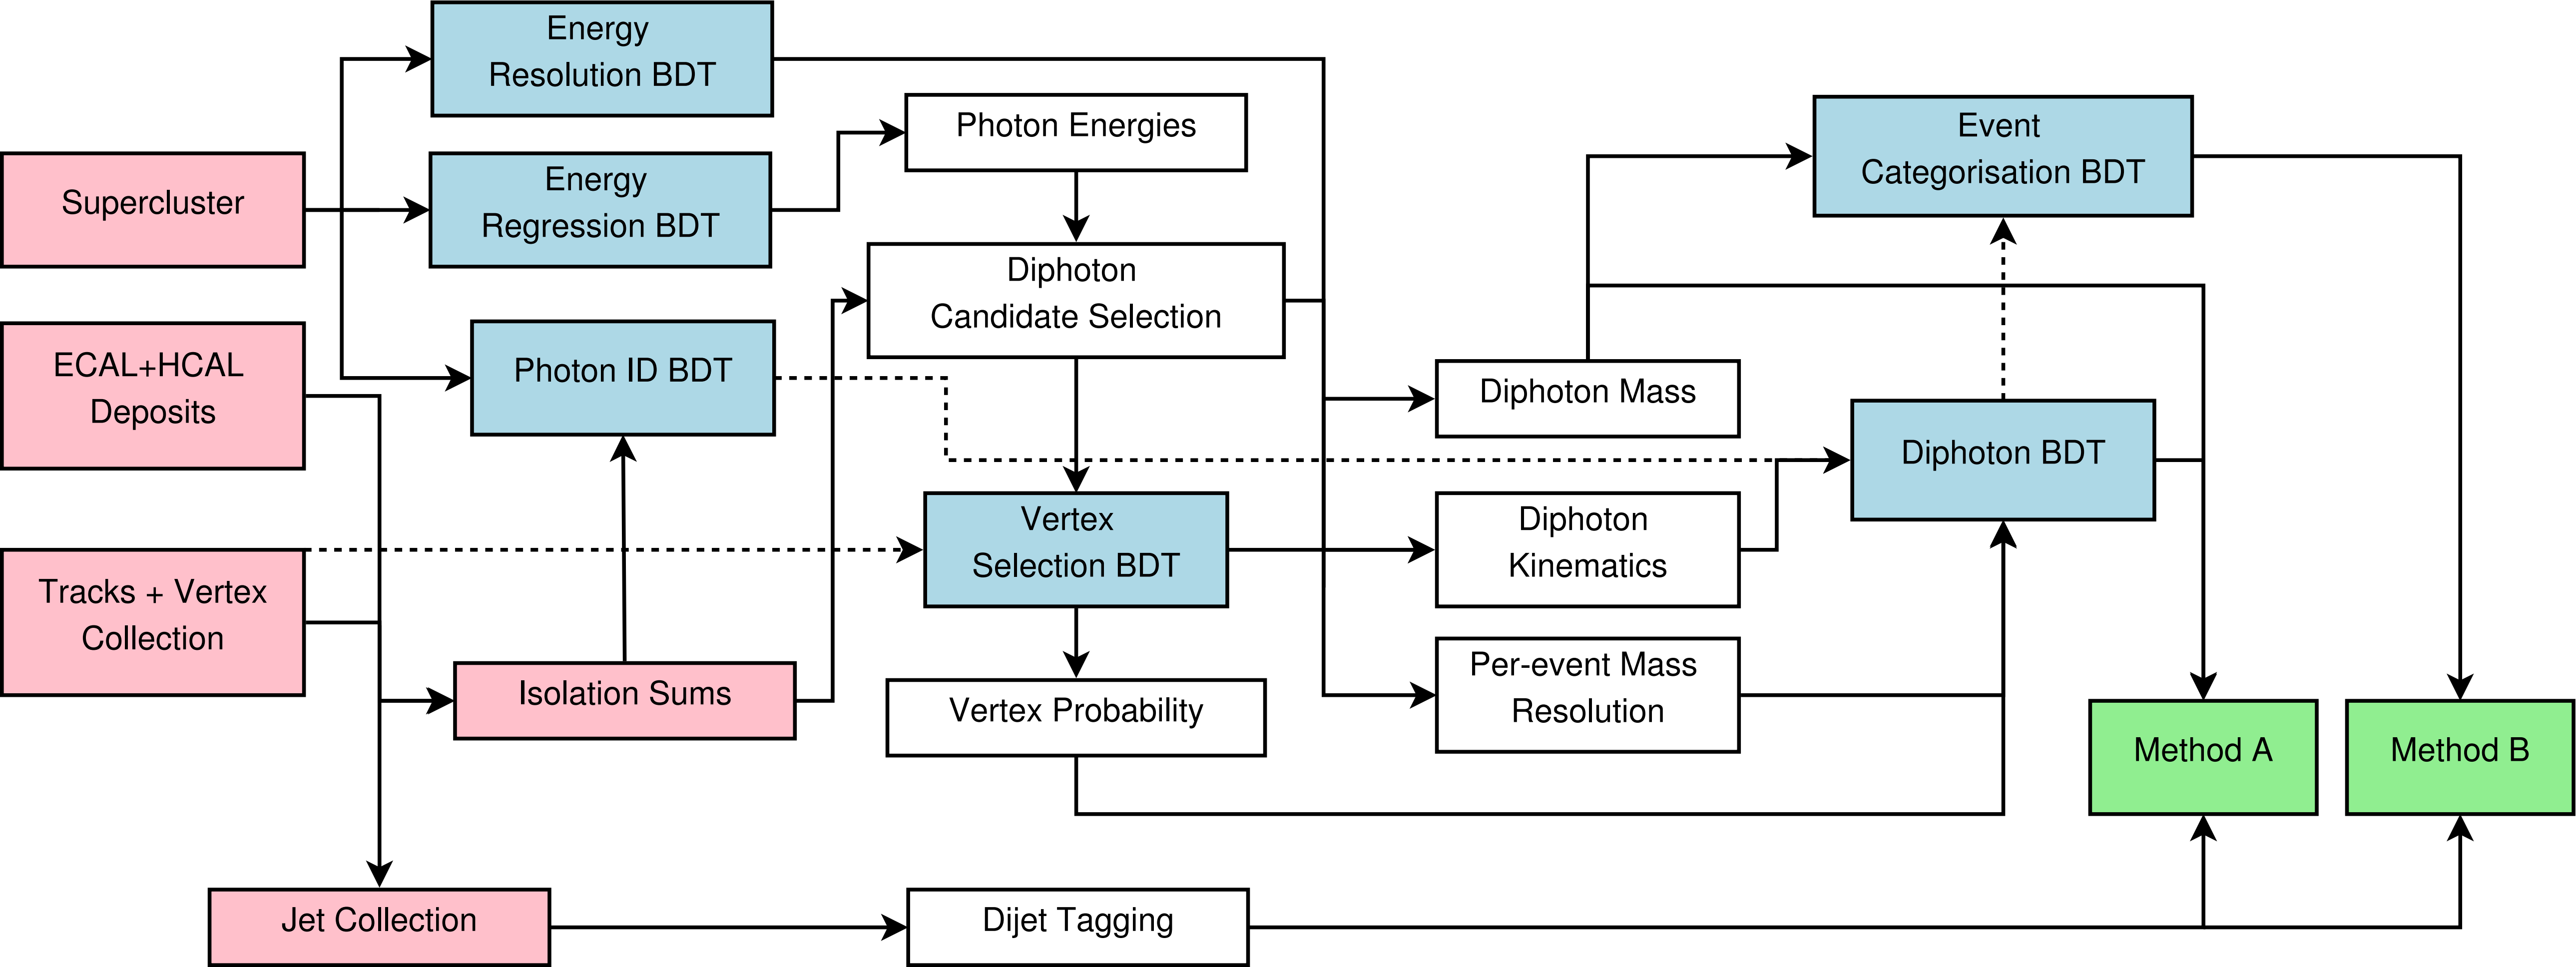 Energy
Resolution BDT
Photon Energies
Event
Categorisation BDT
Supercluster
Energy
Regression BDT
Diphoton
Candidate Selection
ECAL+HCAL
Deposits
Photon ID BDT
Diphoton Mass
Diphoton BDT
Tracks + Vertex
Collection
Vertex
Selection BDT
Diphoton
Kinematics
Isolation Sums
Vertex Probability
Per-event Mass
Resolution
Method A
Method B
Jet Collection
Dijet Tagging